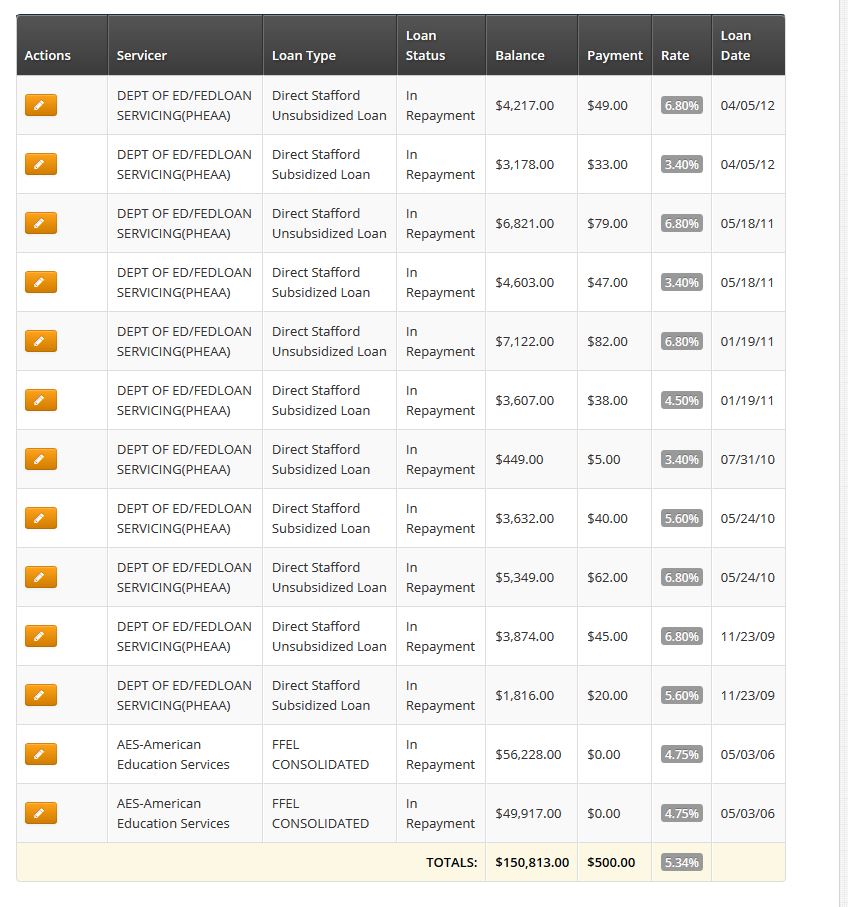 Actions Servicer Loan Type Loan Status Balance Payment Rate Loan Date
DEPT OF ED/FEDLOAN SERVICING(PHEAA) Direct Stafford Unsubsidized Loan In Repayment $4,217.00 $49.00 6.80% 04/05/12
DEPT OF ED/FEDLOAN SERVICING(PHEAA) Direct Stafford Subsidized Loan In Repayment $3,178.00 $33.00 3.40% 04/05/12
DEPT OF ED/FEDLOAN SERVICING(PHEAA) Direct Stafford Unsubsidized Loan In Repayment $6,821.00 $79.00 6.80% 05/18/11
DEPT OF ED/FEDLOAN SERVICING(PHEAA) Direct Stafford Subsidized Loan In Repayment $4,603.00 $47.00 3.40% 05/18/11
DEPT OF ED/FEDLOAN SERVICING(PHEAA) Direct Stafford Unsubsidized Loan In Repayment $7,122.00 $82.00 6.80% 01/19/11
DEPT OF ED/FEDLOAN SERVICING(PHEAA) Direct Stafford Subsidized Loan In Repayment $3,607.00 $38.00 4.50% 01/19/11
DEPT OF ED/FEDLOAN SERVICING(PHEAA) Direct Stafford Subsidized Loan In Repayment $449.00 $5.00 3.40% 07/31/10
DEPT OF ED/FEDLOAN SERVICING(PHEAA) Direct Stafford Subsidized Loan In Repayment $3,632.00 $40.00 5.60% 05/24/10
DEPT OF ED/FEDLOAN SERVICING(PHEAA) Direct Stafford Unsubsidized Loan In Repayment $5,349.00 $62.00 6.80% 05/24/10
DEPT OF ED/FEDLOAN SERVICING(PHEAA) Direct Stafford Unsubsidized Loan In Repayment $3,874.00 $45.00 6.80% 11/23/09
DEPT OF ED/FEDLOAN SERVICING(PHEAA) Direct Stafford Subsidized Loan In Repayment $1,816.00 $20.00 5.60% 11/23/09
AES-American Education Services FFEL CONSOLIDATED In Repayment $56,228.00 $0.00 4.75% 05/03/06
AES-American Education Services FFEL CONSOLIDATED In Repayment $49,917.00 $0.00 4.75% 05/03/06
TOTALS: $150,813.00 $500.00 5.34%